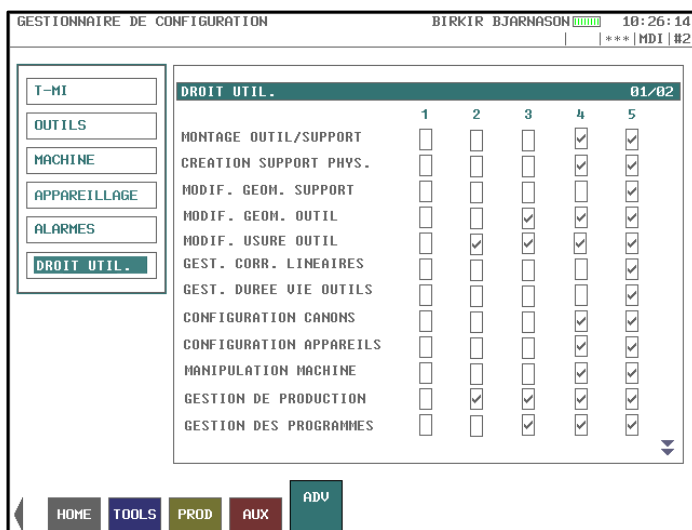 GESTIONNAIRE DE CONFIGURATION BIRKIR BJARNASON 10:26:14
***|MDI|#2
T-MI
OUTILS
MACHINE
APPAREILLAGE
ALARMES
DROIT UTIL.
DROIT UTIL. 01/02
1 2 3 4 5
MONTAGE OUTIL/SUPPORT
CREATION SUPPORT PHYS.
MODIF. GEOM. SUPPORT
MODIF. GEOM. OUTIL
MODIF. USURE OUTIL
GEST. CORR. LINEAIRES
GEST. DUREE VIE OUTILS
CONFIGURATION CANONS
CONFIGURATION APPAREILS
MANIPULATION MACHINE
GESTION DE PRODUCTION
GESTION DES PROGRAMMES
HOME TOOLS PROD AUX ADV